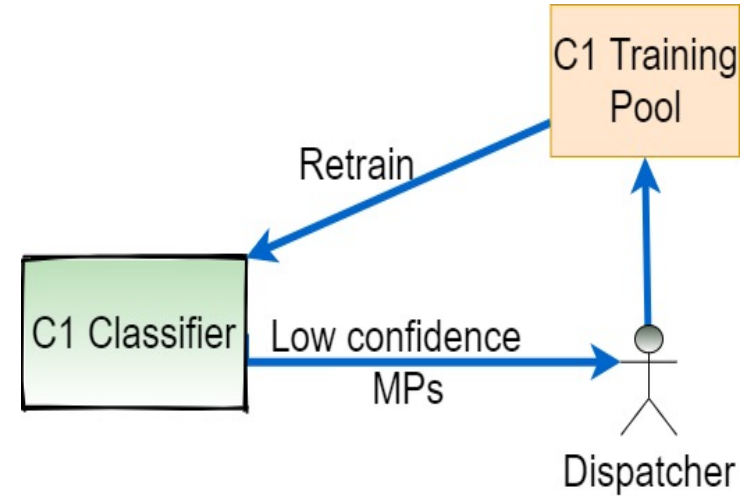 C1 Training
Pool
Retrain
C1 Classifier
Low confidence
MPs
Dispatcher